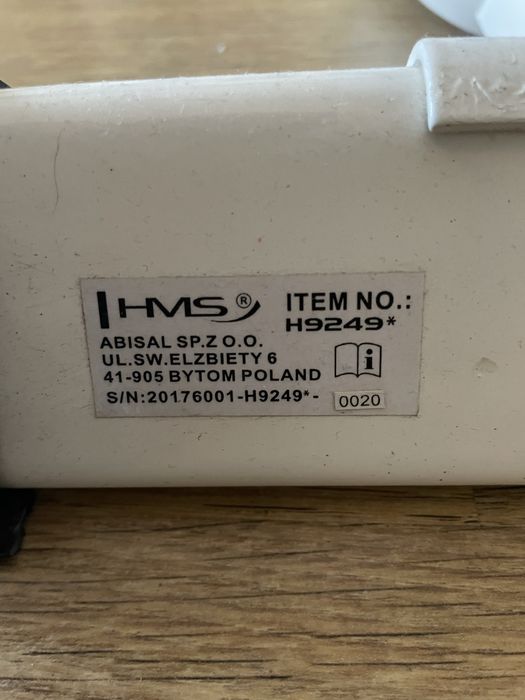 HMS®
ITEM NO.:
H9249*
ABISAL SP.Z O.O.
UL.SW.ELZBIETY 6
41-905 BYTOM POLAND
S/N:20176001-H9249*- 0020
i